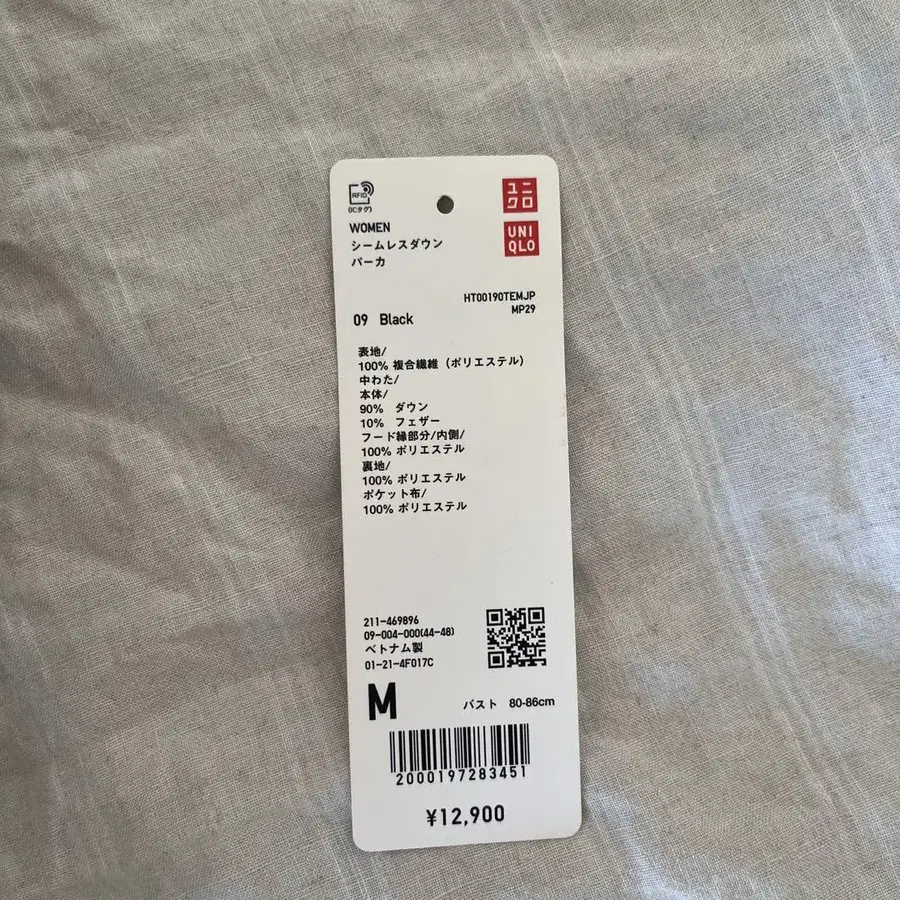 RFID
(ICタグ)
ユニ
クロ
UNI
QLO
WOMEN
シームレスダウン
パーカ
HT00190TEMJP
MP29
09 Black
表地/
100% 複合繊維（ポリエステル）
中わた/
本体/
90% ダウン
10% フェザー
フード縁部分/内側/
100% ポリエステル
裏地/
100% ポリエステル
ポケット布/
100% ポリエステル
211-469896
09-004-000(44-48)
ベトナム製
01-21-4F017C
M バスト 80-86cm
2000197283451
¥12,900